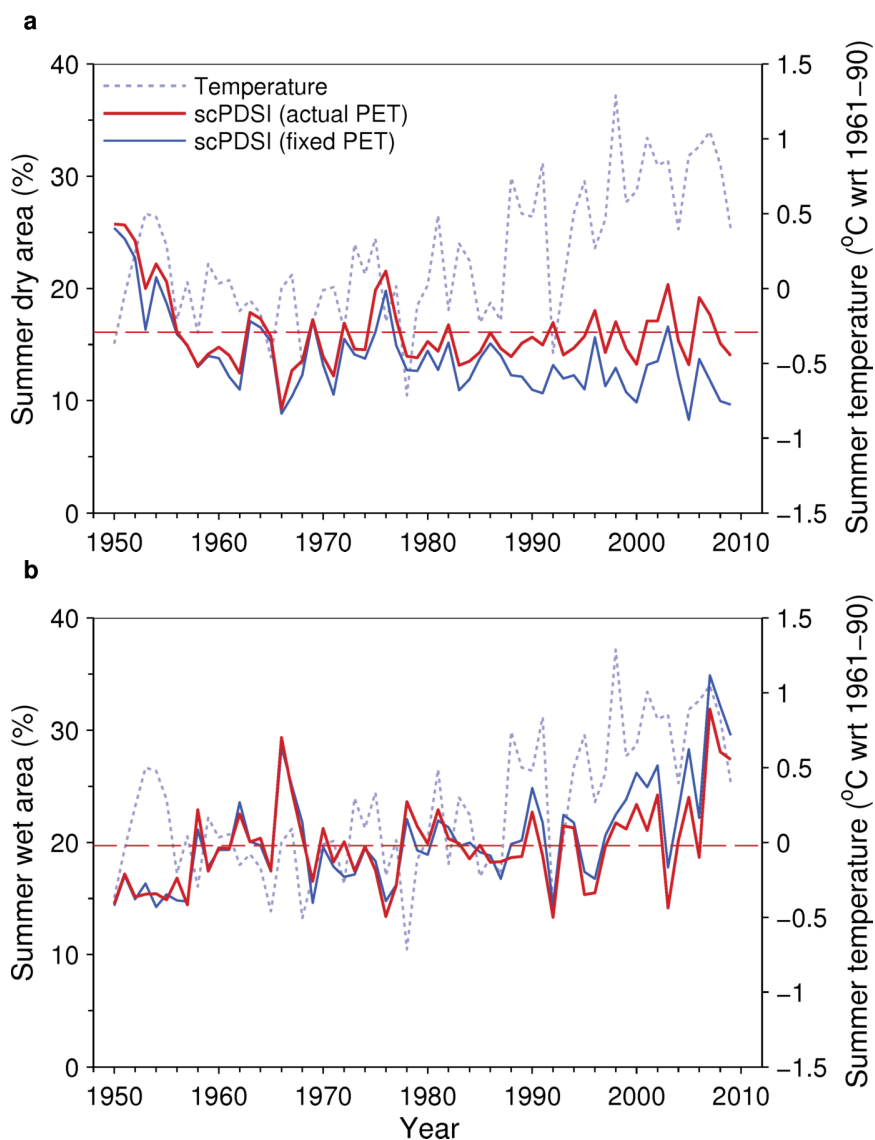 a
Temperature
scPDSI (actual PET)
scPDSI (fixed PET)
Summer dry area (%)
40
30
20
10
0
1.5
1
0.5
0
−0.5
−1
−1.5
Summer temperature (°C wrt 1961−90)
1950 1960 1970 1980 1990 2000 2010
b
Summer wet area (%)
40
30
20
10
0
1.5
1
0.5
0
−0.5
−1
−1.5
Summer temperature (°C wrt 1961−90)
1950 1960 1970 1980 1990 2000 2010
Year